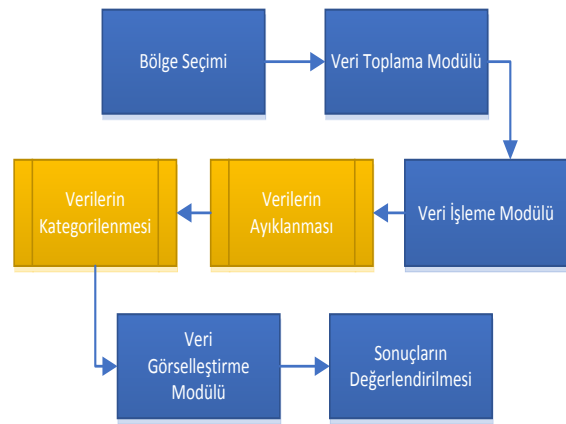 Bölge Seçimi
Veri Toplama Modülü
Veri İşleme Modülü
Verilerin
Ayıklanması
Verilerin
Kategorilenmesi
Veri
Görselleştirme
Modülü
Sonuçların
Değerlendirilmesi